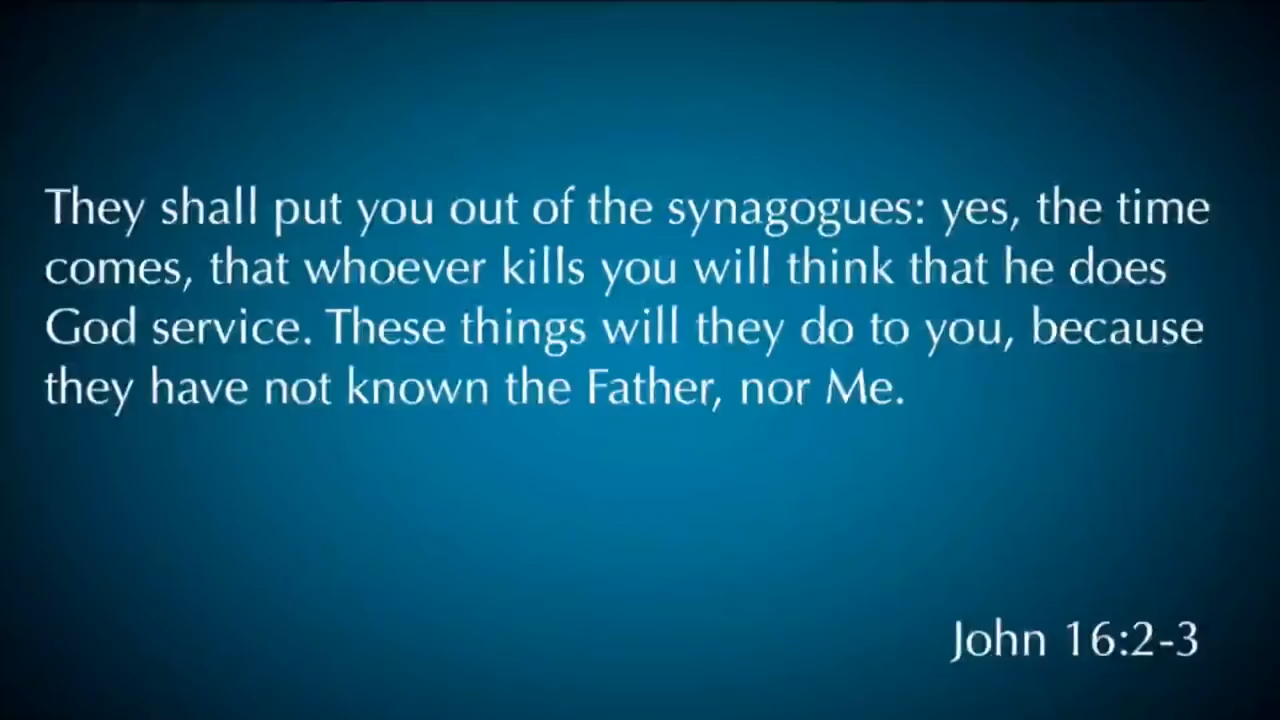 They shall put you out of the synagogues: yes, the time
comes, that whoever kills you will think that he does
God service. These things will they do to you, because
they have not known the Father, nor Me.
John 16:2-3